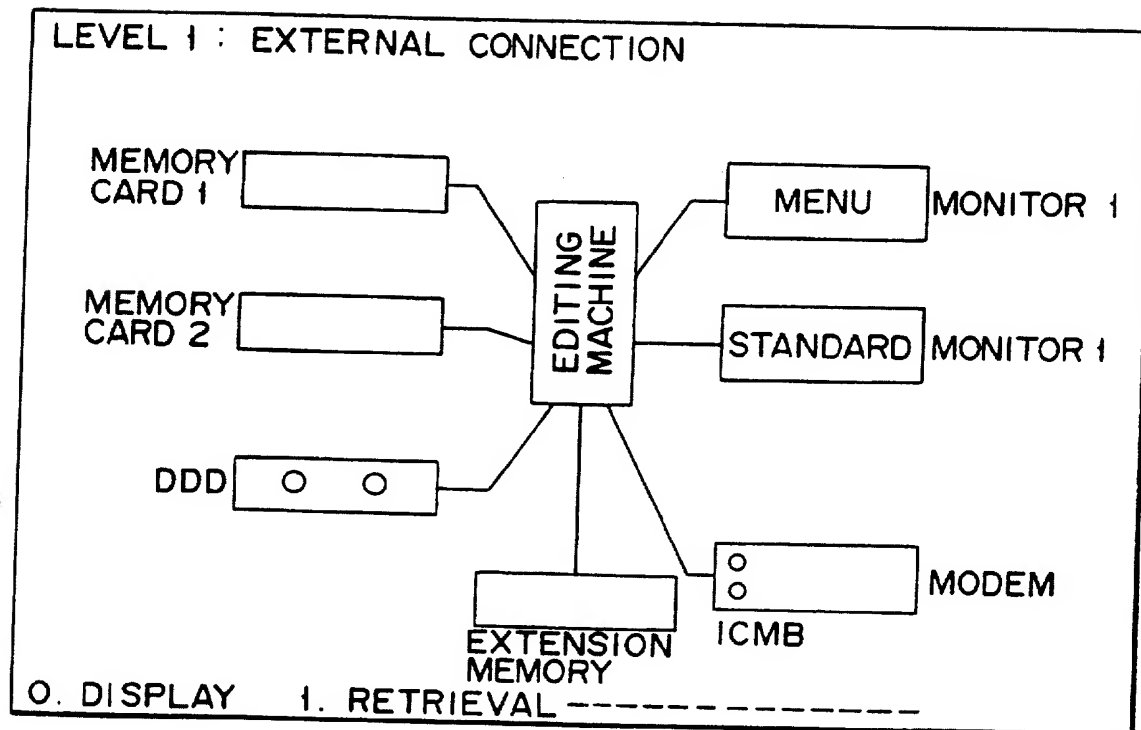 LEVEL 1 : EXTERNAL CONNECTION
MEMORY
CARD 1
MENU
MONITOR 1
EDITING
MACHINE
MEMORY
CARD 2
STANDARD
MONITOR 1
DDD
MODEM
ICMB
EXTENSION
MEMORY
0. DISPLAY 1. RETRIEVAL -------------